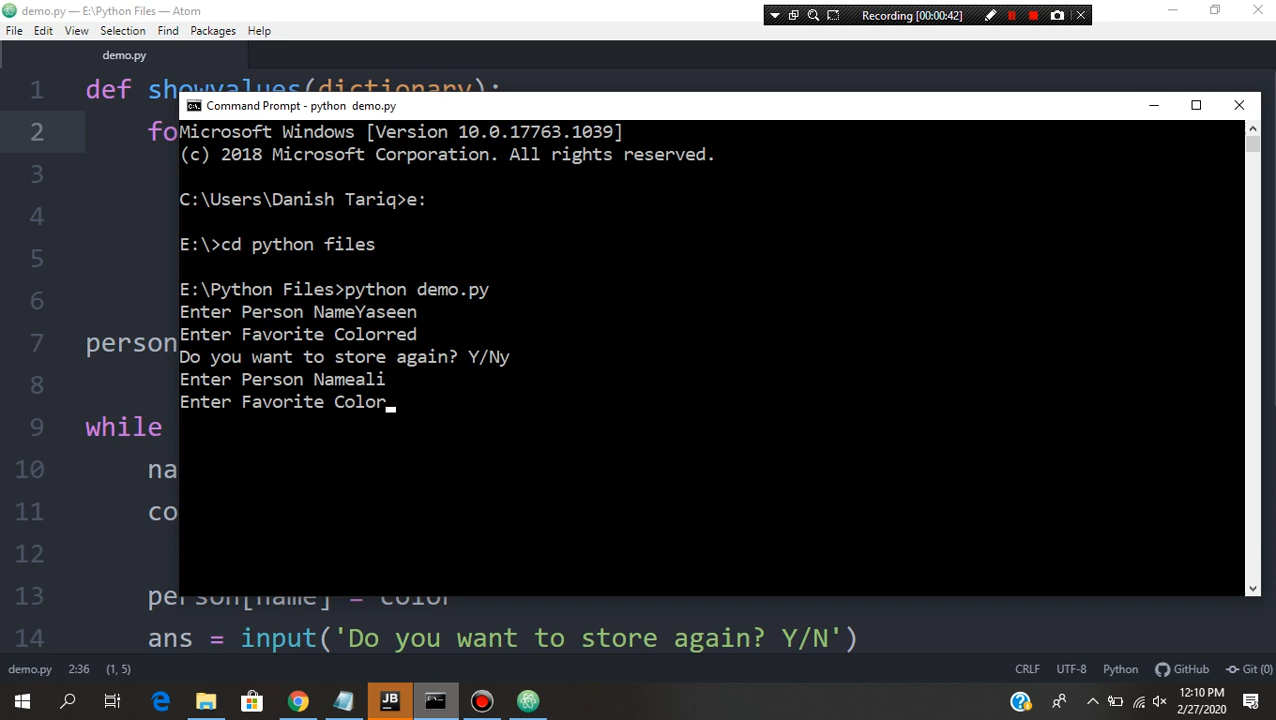 demo.py — E:\Python Files — Atom
Recording [00:00:42]
File Edit View Selection Find Packages Help
demo.py
1 def showvalues(dictionary):
Command Prompt - python demo.py
2 fo
Microsoft Windows [Version 10.0.17763.1039]
(c) 2018 Microsoft Corporation. All rights reserved.
3
C:\Users\Danish Tariq>e:
4
E:\>cd python files
5
E:\Python Files>python demo.py
6
Enter Person NameYaseen
Enter Favorite Colorred
7 person
Do you want to store again? Y/Ny
Enter Person Nameali
8
Enter Favorite Color
9 while
10 na
11 co
12
13 person[name] = color
14 ans = input('Do you want to store again? Y/N')
demo.py 2:36 (1, 5) CRLF UTF-8 Python GitHub Git (0)
JB
12:10 PM
2/27/2020